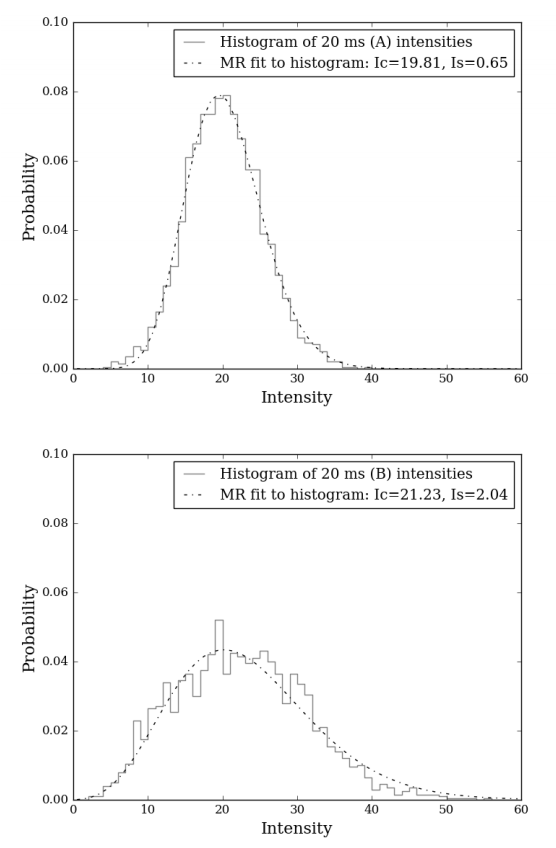 0.10
Histogram of 20 ms (A) intensities
MR fit to histogram: Ic=19.81, Is=0.65
0.08
0.06
Probability
0.04
0.02
0.00
0 10 20 30 40 50 60
Intensity
0.10
Histogram of 20 ms (B) intensities
MR fit to histogram: Ic=21.23, Is=2.04
0.08
0.06
Probability
0.04
0.02
0.00
0 10 20 30 40 50 60
Intensity